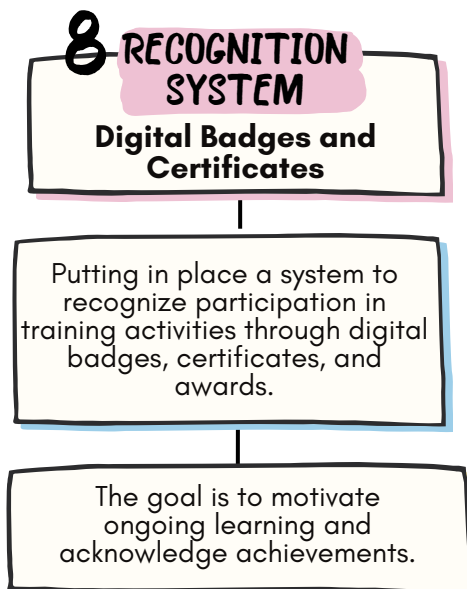 8 RECOGNITION
SYSTEM
Digital Badges and
Certificates
Putting in place a system to
recognize participation in
training activities through digital
badges, certificates, and
awards.
The goal is to motivate
ongoing learning and
acknowledge achievements.